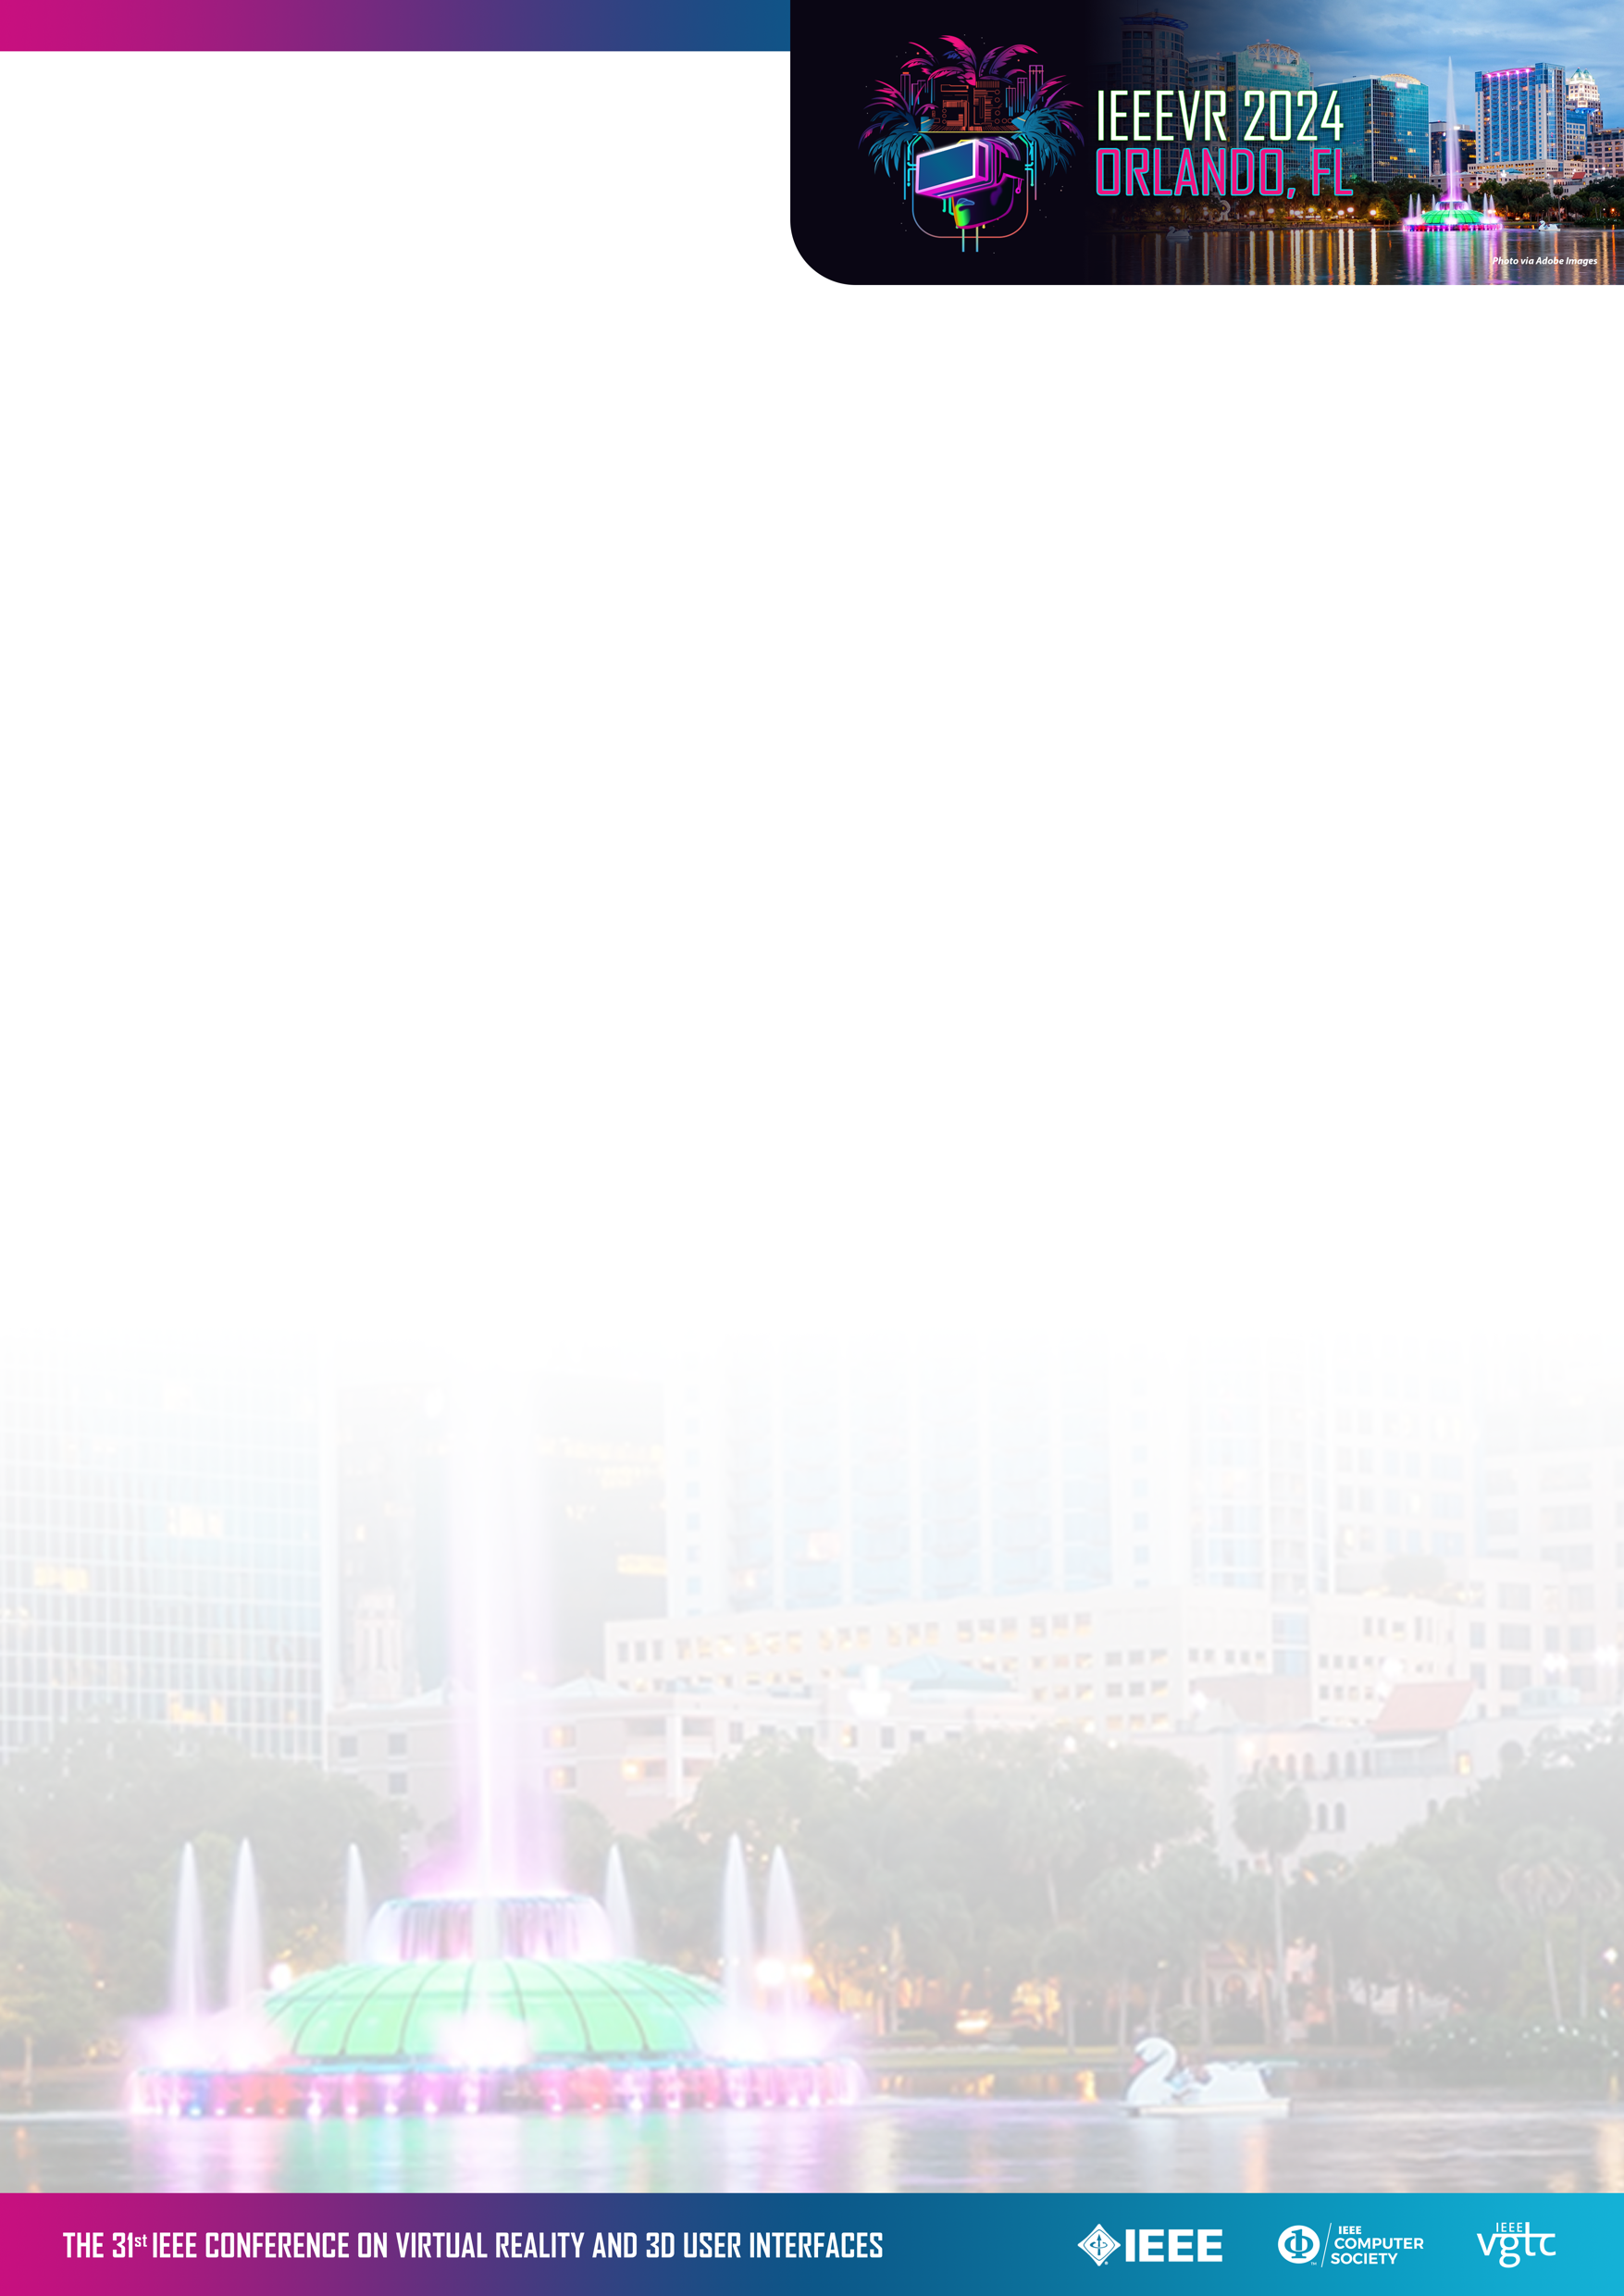 IEEEVR 2024
ORLANDO, FL
Photo via Adobe Images
THE 31st IEEE CONFERENCE ON VIRTUAL REALITY AND 3D USER INTERFACES
IEEE
IEEE
COMPUTER
SOCIETY
IEEE
vgtc